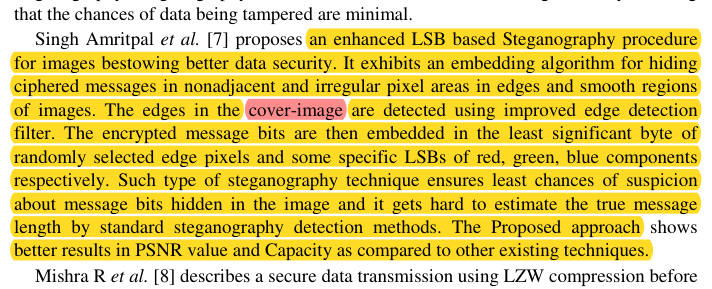 that the chances of data being tampered are minimal.
Singh Amritpal et al. [7] proposes an enhanced LSB based Steganography procedure
for images bestowing better data security. It exhibits an embedding algorithm for hiding
ciphered messages in nonadjacent and irregular pixel areas in edges and smooth regions
of images. The edges in the cover-image are detected using improved edge detection
filter. The encrypted message bits are then embedded in the least significant byte of
randomly selected edge pixels and some specific LSBs of red, green, blue components
respectively. Such type of steganography technique ensures least chances of suspicion
about message bits hidden in the image and it gets hard to estimate the true message
length by standard steganography detection methods. The Proposed approach shows
better results in PSNR value and Capacity as compared to other existing techniques.
Mishra R et al. [8] describes a secure data transmission using LZW compression before